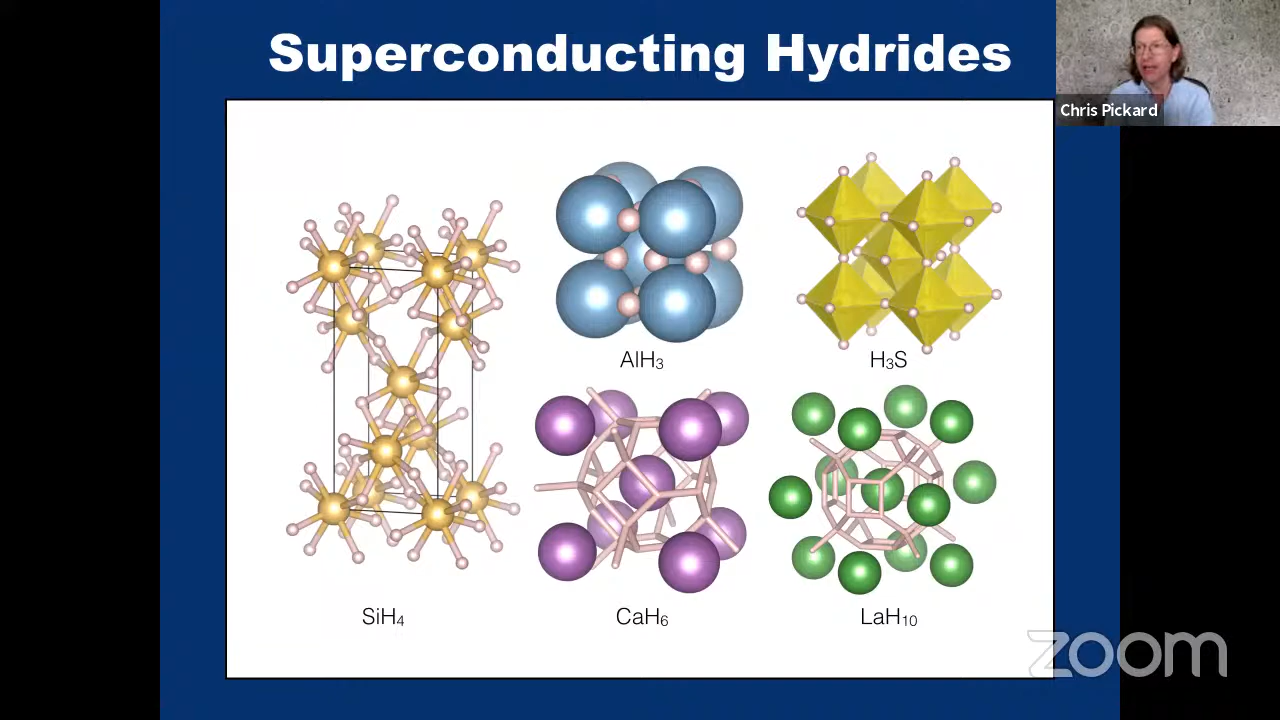 Superconducting Hydrides
Chris Pickard
AlH₃
H₃S
SiH₄
CaH₆
LaH₁₀
zoom